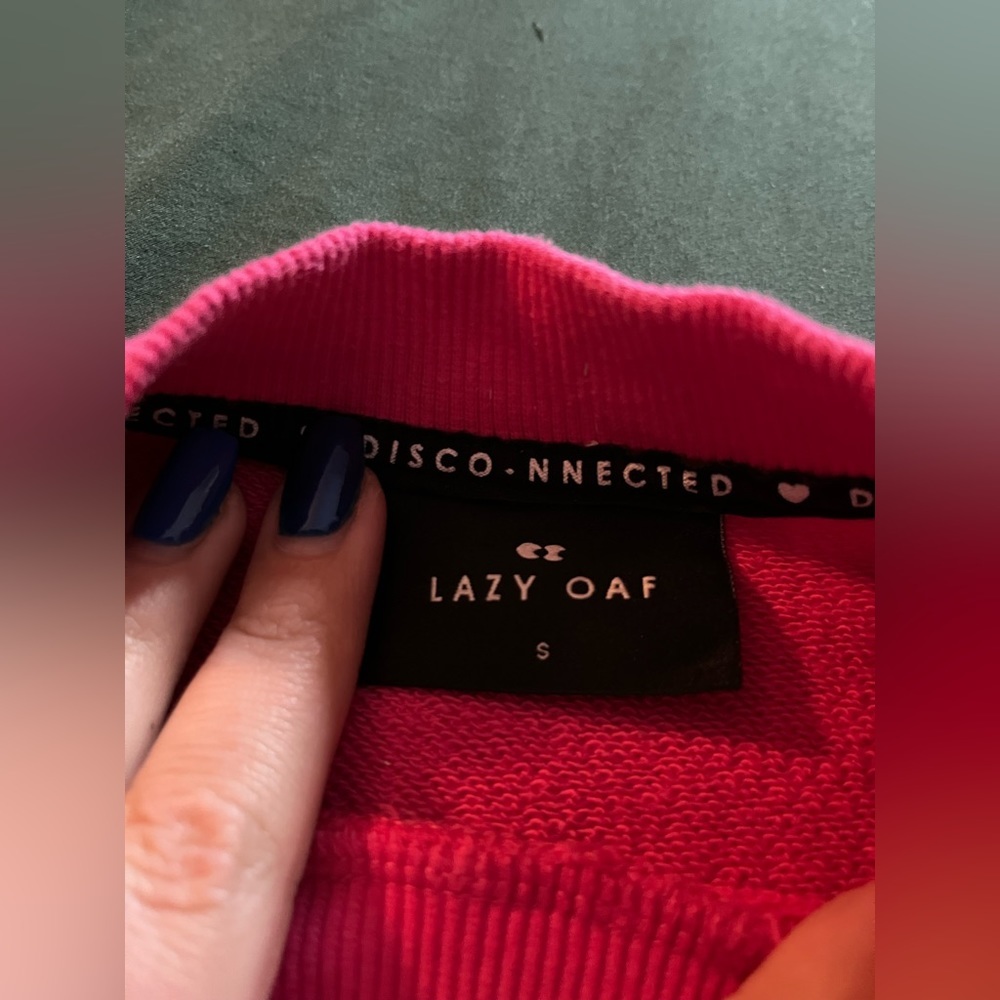 ECTED DISCO-NNECTED ♥ D
LAZY OAF
S